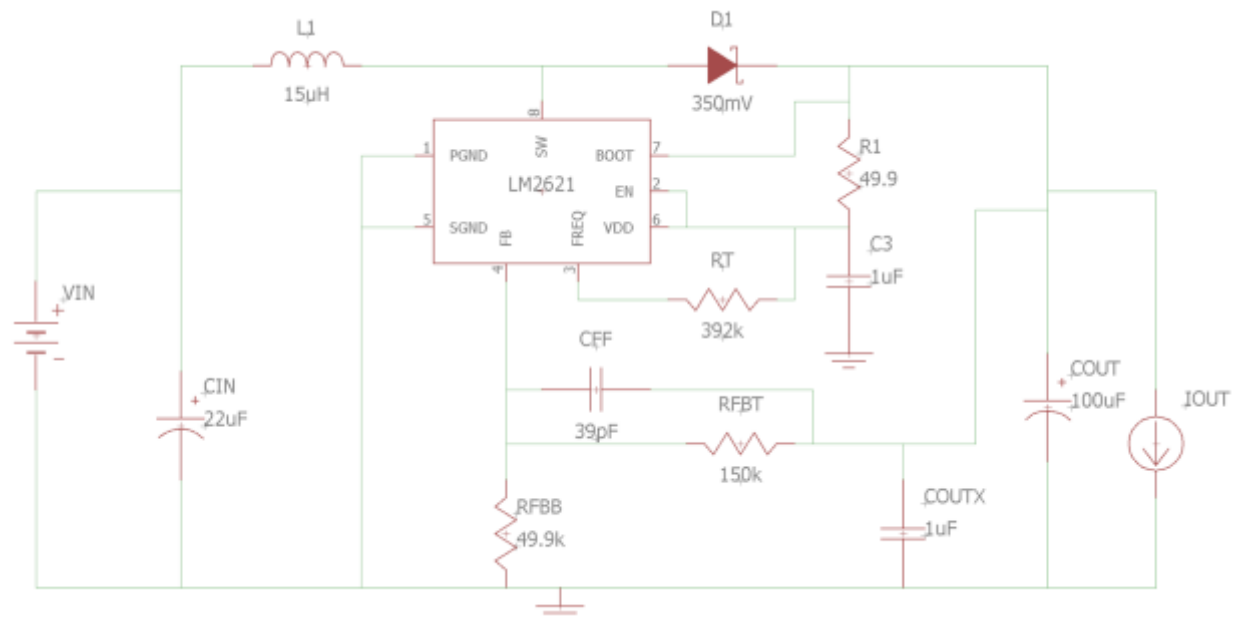 L1
15µH
D1
350mV
8
SW
1
PGND
BOOT
7
LM2621
EN
2
5
SGND
VDD
6
FB
FREQ
4
3
R1
49.9
C3
1uF
RT
392k
VIN
+
-
CIN
+
22uF
CFF
39pF
RFBT
150k
COUT
+
100uF
IOUT
RFBB
49.9k
COUTX
1uF